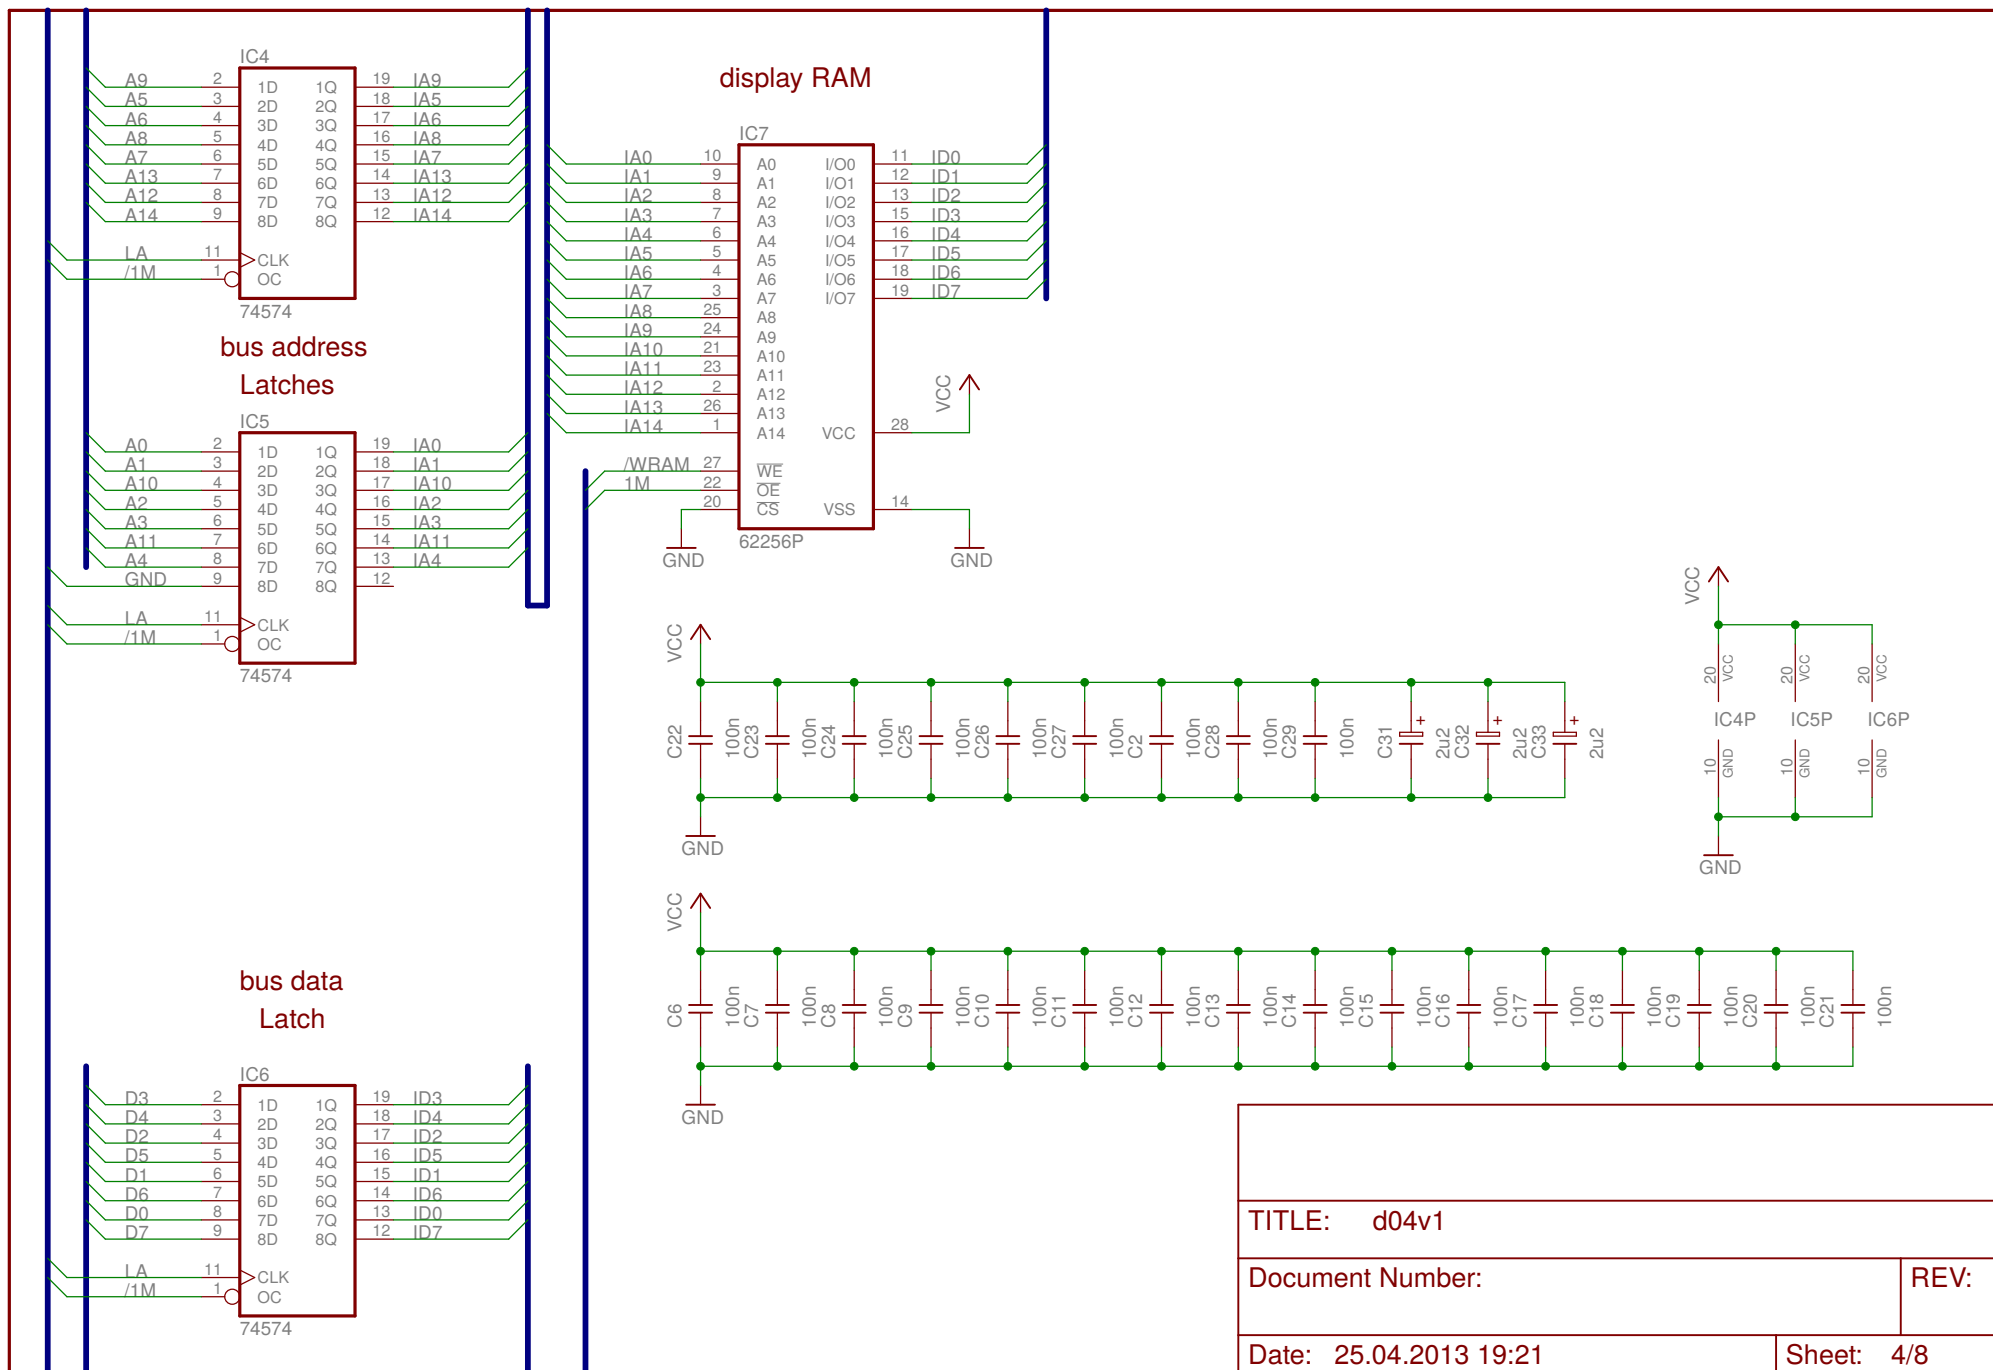 IC4
A9 2 1D 1Q 19 IA9
A5 3 2D 2Q 18 IA5
A6 4 3D 3Q 17 IA6
A8 5 4D 4Q 16 IA8
A7 6 5D 5Q 15 IA7
A13 7 6D 6Q 14 IA13
A12 8 7D 7Q 13 IA12
A14 9 8D 8Q 12 IA14
LA 11 CLK
/1M 1 OC
74574
bus address
Latches
IC5
A0 2 1D 1Q 19 IA0
A1 3 2D 2Q 18 IA1
A10 4 3D 3Q 17 IA10
A2 5 4D 4Q 16 IA2
A3 6 5D 5Q 15 IA3
A11 7 6D 6Q 14 IA11
A4 8 7D 7Q 13 IA4
GND 9 8D 8Q 12
LA 11 CLK
/1M 1 OC
74574
bus data
Latch
IC6
D3 2 1D 1Q 19 ID3
D4 3 2D 2Q 18 ID4
D2 4 3D 3Q 17 ID2
D5 5 4D 4Q 16 ID5
D1 6 5D 5Q 15 ID1
D6 7 6D 6Q 14 ID6
D0 8 7D 7Q 13 ID0
D7 9 8D 8Q 12 ID7
LA 11 CLK
/1M 1 OC
74574
display RAM
IC7
IA0 10 A0 I/O0 11 ID0
IA1 9 A1 I/O1 12 ID1
IA2 8 A2 I/O2 13 ID2
IA3 7 A3 I/O3 15 ID3
IA4 6 A4 I/O4 16 ID4
IA5 5 A5 I/O5 17 ID5
IA6 4 A6 I/O6 18 ID6
IA7 3 A7 I/O7 19 ID7
IA8 25 A8
IA9 24 A9
IA10 21 A10
IA11 23 A11
IA12 2 A12
IA13 26 A13
IA14 1 A14 VCC 28 VCC
/WRAM 27 WE
1M 22 OE
20 CS VSS 14
GND 62256P GND
VCC
C22 100n C23 100n C24 100n C25 100n C26 100n C27 100n C2 100n C28 100n C29 100n C31 + 2u2 C32 + 2u2 C33 + 2u2
GND
VCC
20 VCC 20 VCC 20 VCC
IC4P IC5P IC6P
10 GND 10 GND 10 GND
GND
VCC
C6 100n C7 100n C8 100n C9 100n C10 100n C11 100n C12 100n C13 100n C14 100n C15 100n C16 100n C17 100n C18 100n C19 100n C20 100n C21 100n
GND
TITLE: d04v1
Document Number: REV:
Date: 25.04.2013 19:21 Sheet: 4/8